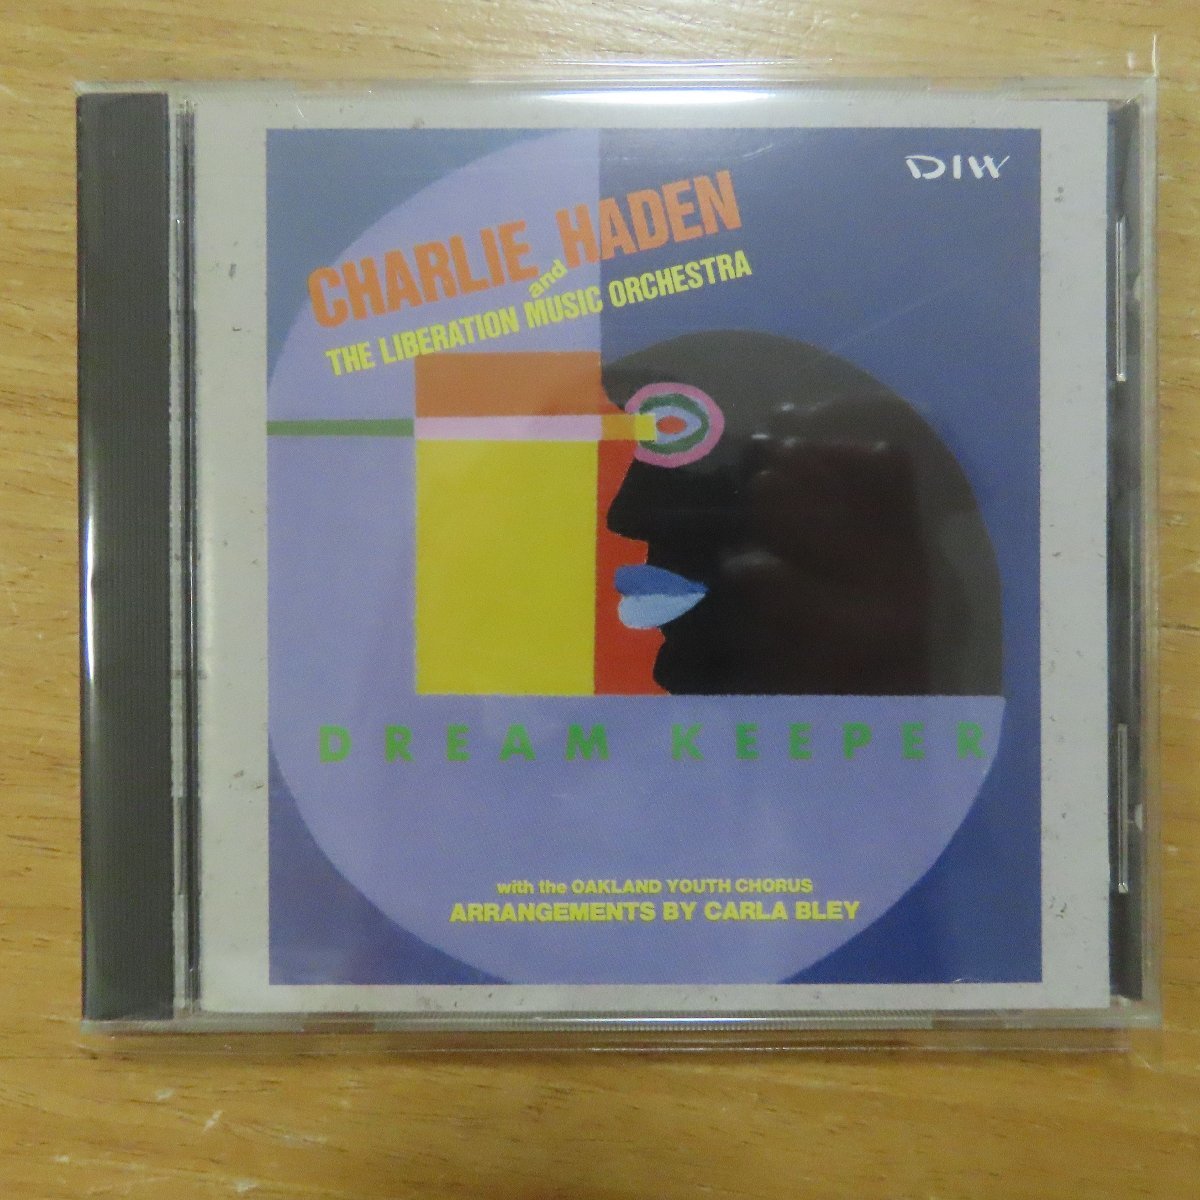 DIW
CHARLIE HADEN
and
THE LIBERATION MUSIC ORCHESTRA
DREAM KEEPER
with the OAKLAND YOUTH CHORUS
ARRANGEMENTS BY CARLA BLEY